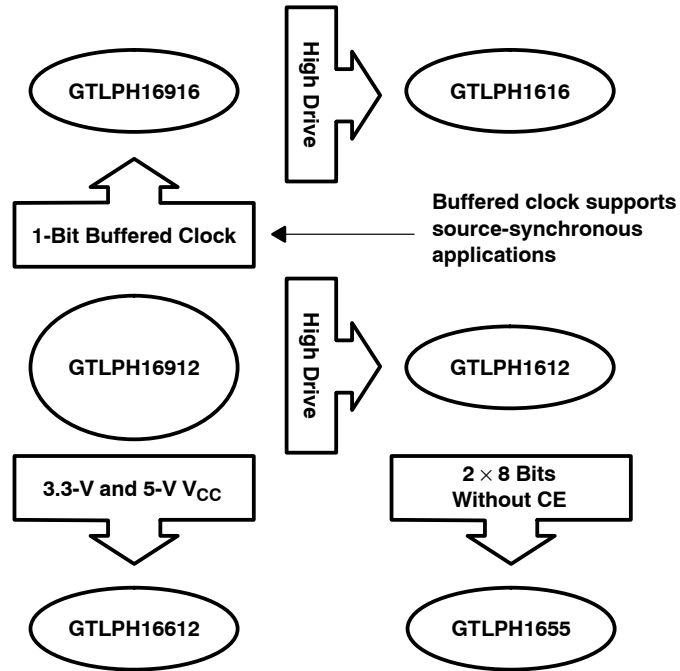 GTLPH16916
High Drive
GTLPH1616
1-Bit Buffered Clock
Buffered clock supports
source-synchronous
applications
GTLPH16912
High Drive
GTLPH1612
3.3-V and 5-V VCC
2 × 8 Bits
Without CE
GTLPH16612
GTLPH1655